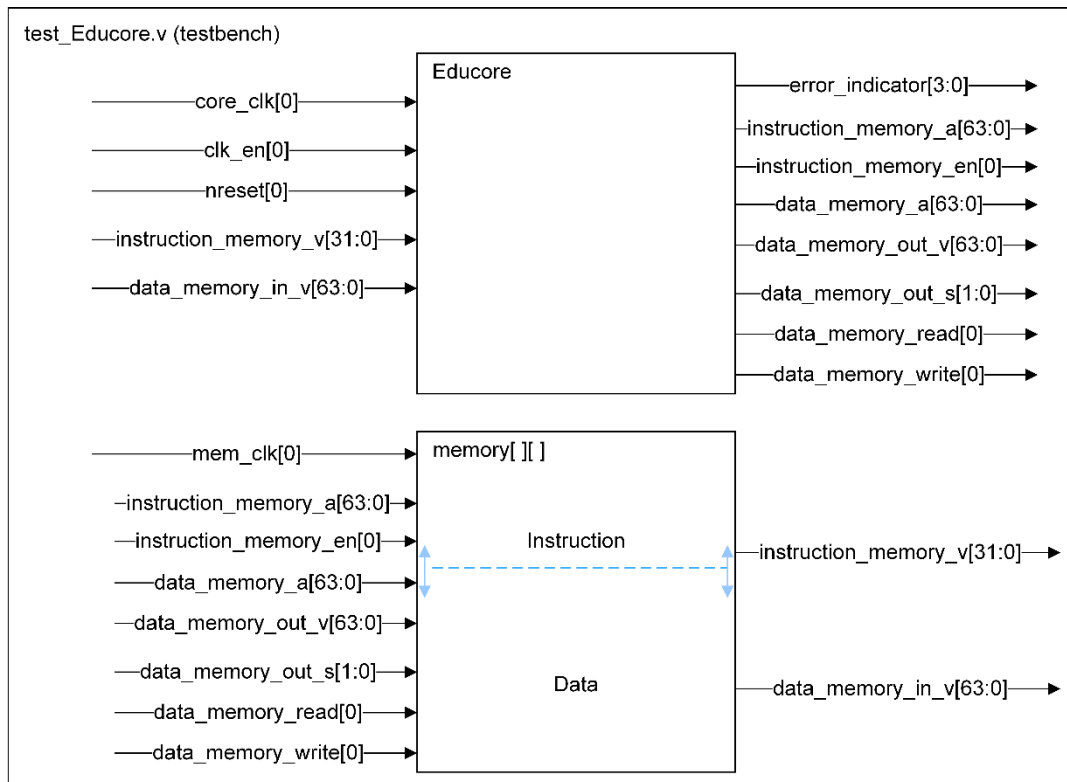 test_Educore.v (testbench)
Educore
core_clk[0]
clk_en[0]
nreset[0]
instruction_memory_v[31:0]
data_memory_in_v[63:0]
error_indicator[3:0]
instruction_memory_a[63:0]
instruction_memory_en[0]
data_memory_a[63:0]
data_memory_out_v[63:0]
data_memory_out_s[1:0]
data_memory_read[0]
data_memory_write[0]
memory[ ][ ]
mem_clk[0]
instruction_memory_a[63:0]
instruction_memory_en[0]
data_memory_a[63:0]
data_memory_out_v[63:0]
data_memory_out_s[1:0]
data_memory_read[0]
data_memory_write[0]
Instruction
Data
instruction_memory_v[31:0]
data_memory_in_v[63:0]